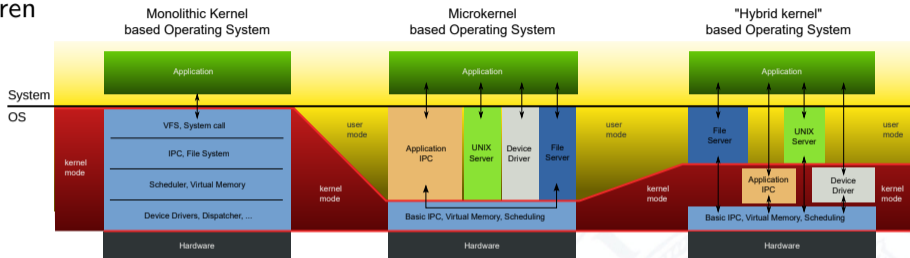 ren
Monolithic Kernel
based Operating System
Microkernel
based Operating System
"Hybrid kernel"
based Operating System
Application
Application
Application
System
OS
VFS, System call
IPC, File System
Scheduler, Virtual Memory
Device Drivers, Dispatcher, ...
Hardware
kernel
mode
user
mode
kernel
mode
Application
IPC
UNIX
Server
Device
Driver
File
Server
Basic IPC, Virtual Memory, Scheduling
Hardware
user
mode
kernel
mode
File
Server
UNIX
Server
Application
IPC
Device
Driver
Basic IPC, Virtual Memory, Scheduling
Hardware
user
mode
kernel
mode